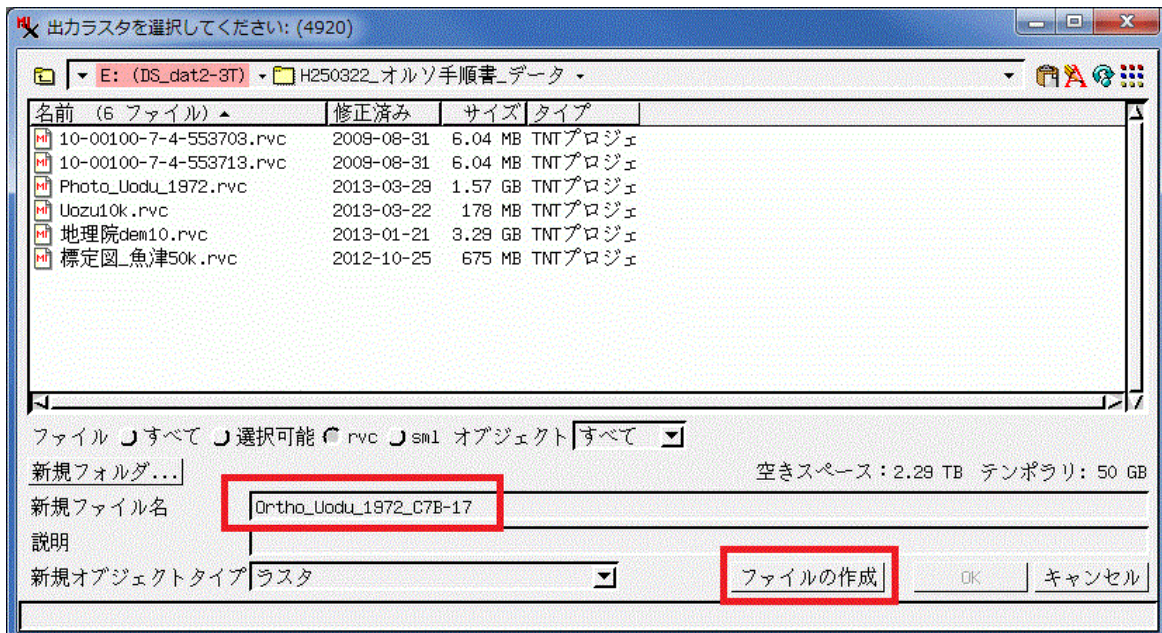 出力ラスタを選択してください: (4920)
E: (DS_dat2-3T) H250322_オルソ手順書_データ
名前 (6 ファイル) 修正済み サイズ タイプ
10-00100-7-4-553703.rvc 2009-08-31 6.04 MB TNTプロジェ
10-00100-7-4-553713.rvc 2009-08-31 6.04 MB TNTプロジェ
Photo_Uodu_1972.rvc 2013-03-29 1.57 GB TNTプロジェ
Uozu10k.rvc 2013-03-22 178 MB TNTプロジェ
地理院dem10.rvc 2013-01-21 3.29 GB TNTプロジェ
標定図_魚津50k.rvc 2012-10-25 675 MB TNTプロジェ
ファイル すべて 選択可能 rvc sml オブジェクト すべて
新規フォルダ... 空きスペース:2.29 TB テンポラリ: 50 GB
新規ファイル名 Ortho_Uodu_1972_C7B-17
説明
新規オブジェクトタイプ ラスタ ファイルの作成 OK キャンセル